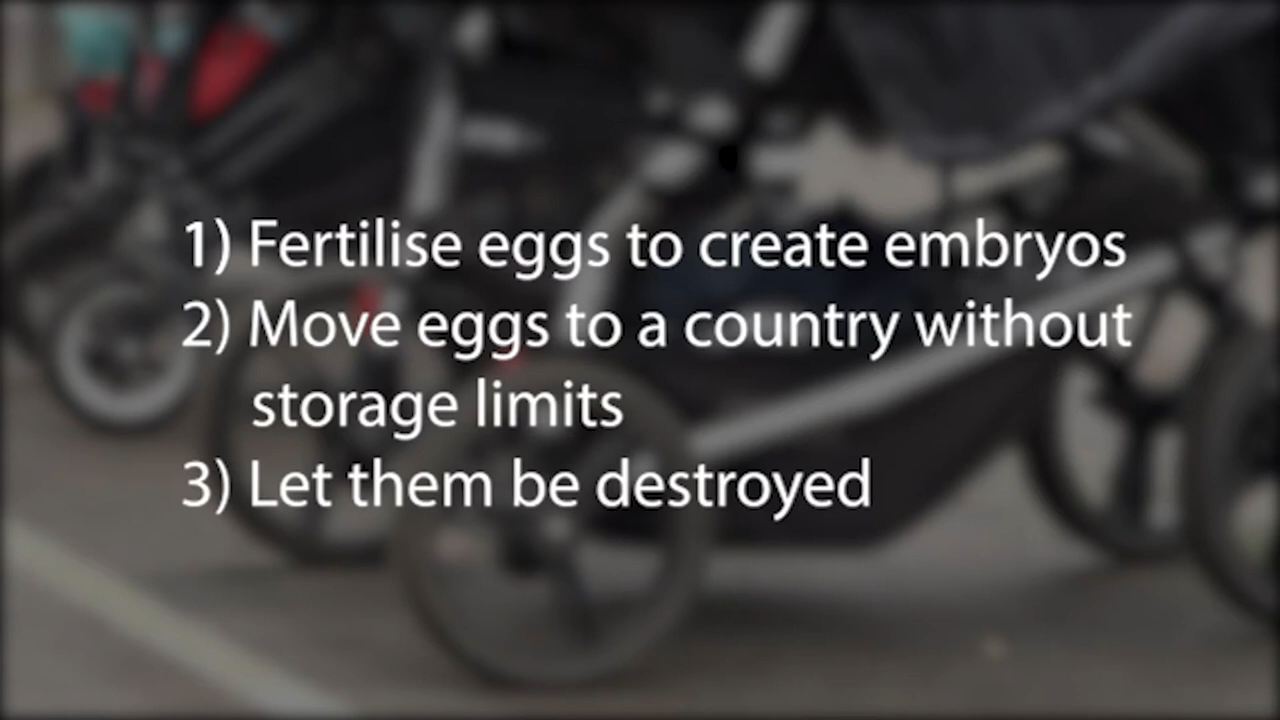 1) Fertilise eggs to create embryos
2) Move eggs to a country without
storage limits
3) Let them be destroyed